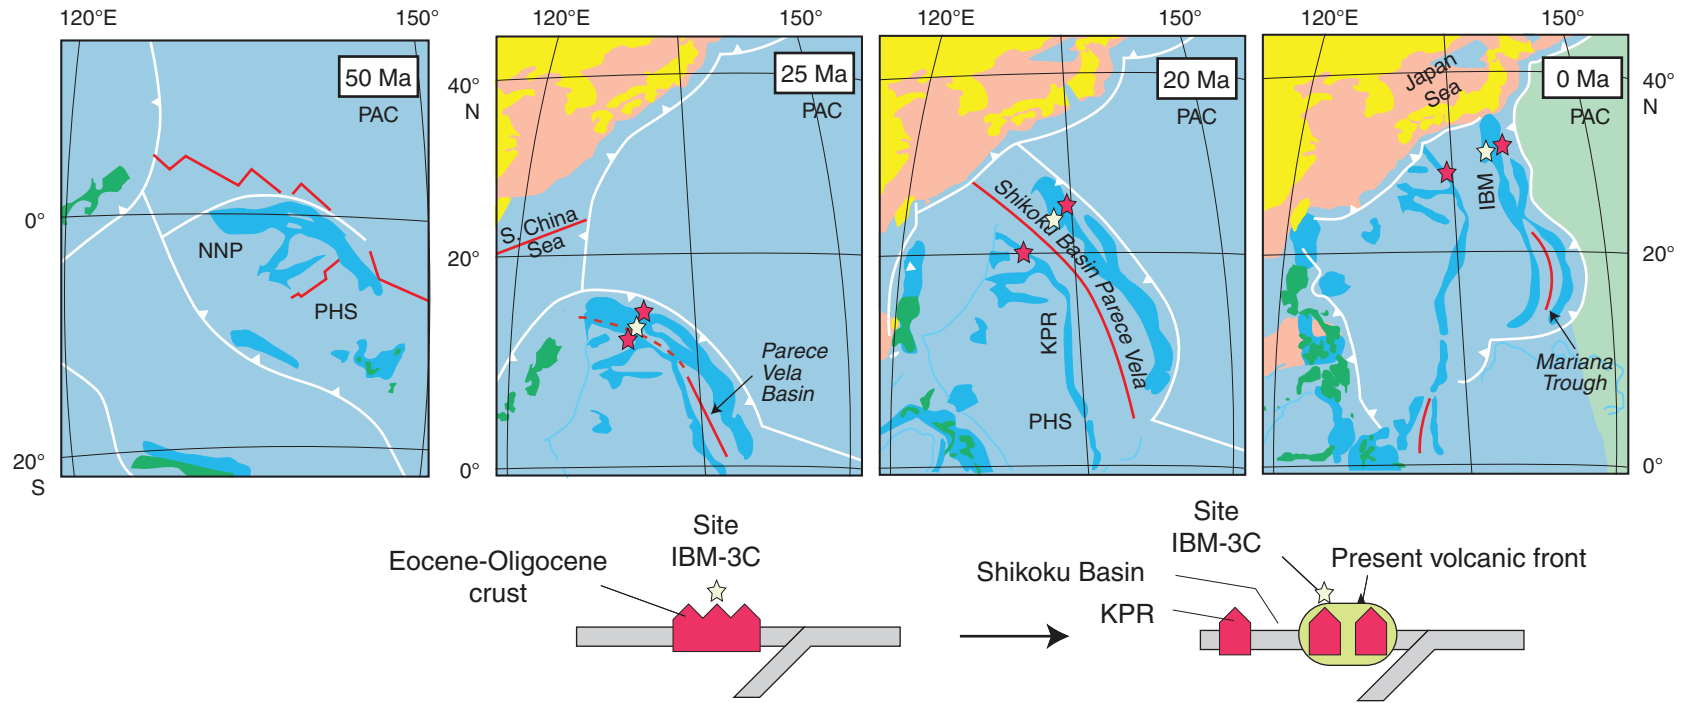 120°E
150°
120°E
150°
120°E
150°
120°E
150°
50 Ma
PAC
0°
NNP
PHS
20°
S
25 Ma
PAC
40°
N
S. China
Sea
20°
Parece
Vela
Basin
0°
20 Ma
PAC
Shikoku Basin Parece Vela
KPR
PHS
Japan
Sea
0 Ma
PAC
40°
N
IBM
20°
Mariana
Trough
0°
Site
IBM-3C
Eocene-Oligocene
crust
Site
IBM-3C
Present volcanic front
Shikoku Basin
KPR